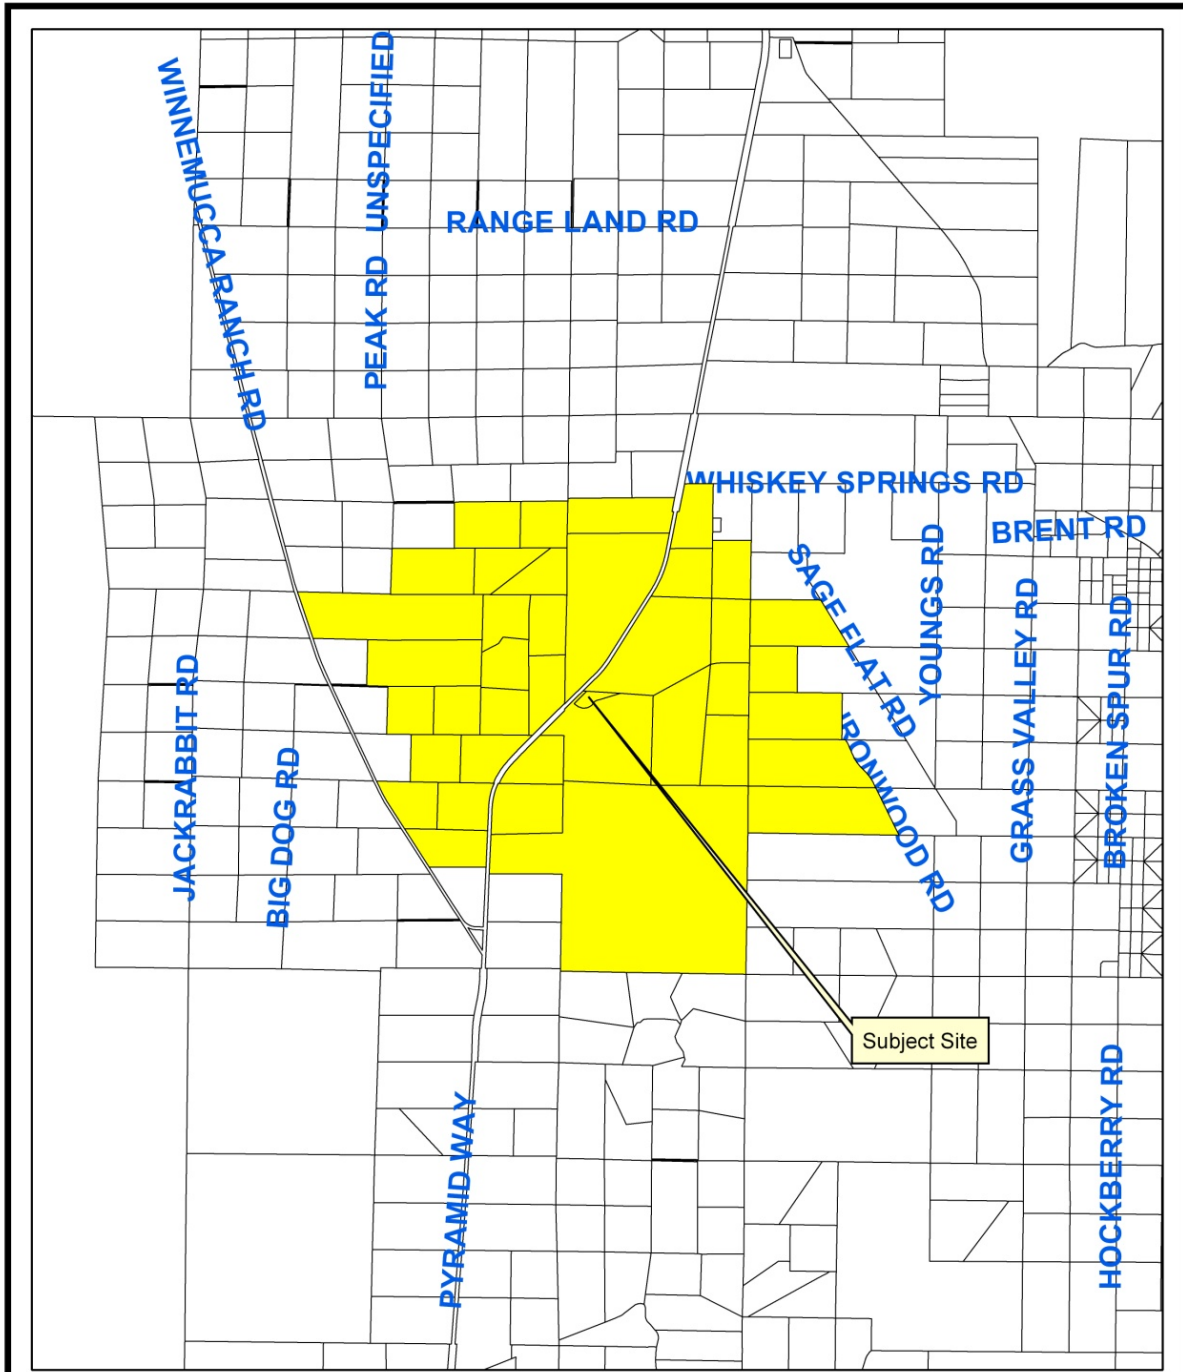 WINNEMUCCA RANCH RD
UNSPECIFIED
PEAK RD
RANGE LAND RD
WHISKEY SPRINGS RD
BRENT RD
SAGE FLAT RD
YOUNGS RD
GRASS VALLEY RD
BROKEN SPUR RD
JACKRABBIT RD
BIG DOG RD
IRONWOOD RD
Subject Site
PYRAMID WAY
HOCKBERRY RD